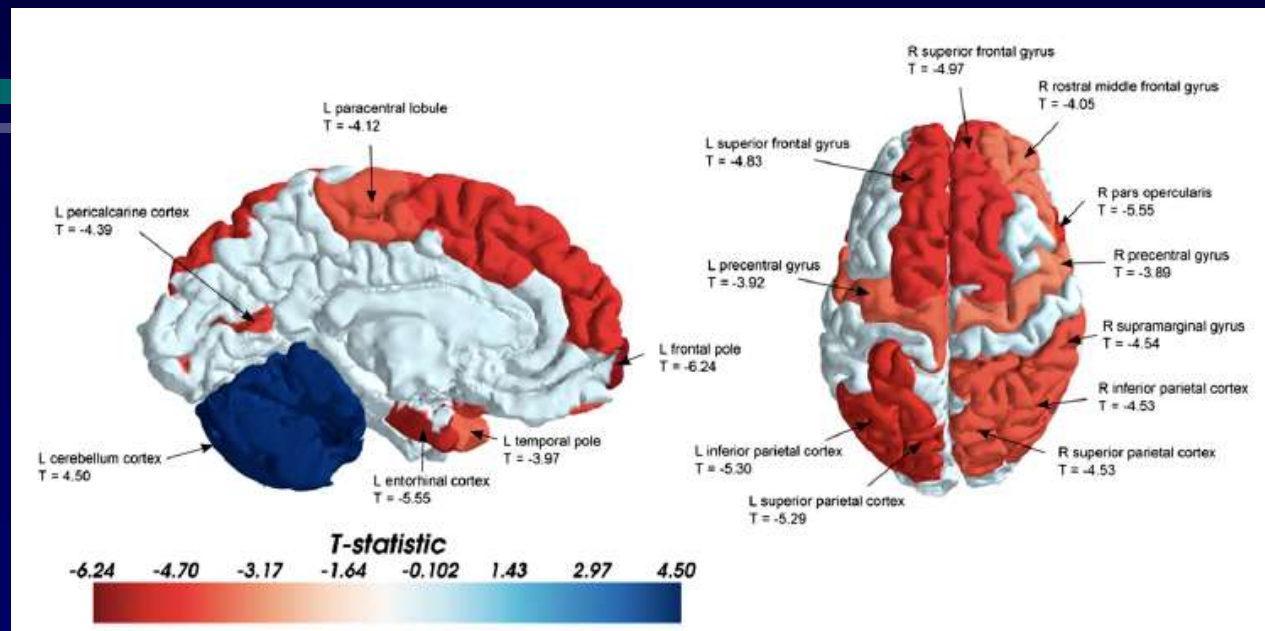 L paracentral lobule
T = -4.12
L pericalcarine cortex
T = -4.39
L frontal pole
T = -6.24
L temporal pole
T = -3.97
L cerebellum cortex
T = 4.50
L entorhinal cortex
T = -5.55
R superior frontal gyrus
T = -4.97
R rostral middle frontal gyrus
T = -4.05
L superior frontal gyrus
T = -4.83
R pars opercularis
T = -5.55
L precentral gyrus
T = -3.92
R precentral gyrus
T = -3.89
R supramarginal gyrus
T = -4.54
R inferior parietal cortex
T = -4.53
L inferior parietal cortex
T = -5.30
R superior parietal cortex
T = -4.53
L superior parietal cortex
T = -5.29
T-statistic
-6.24 -4.70 -3.17 -1.64 -0.102 1.43 2.97 4.50